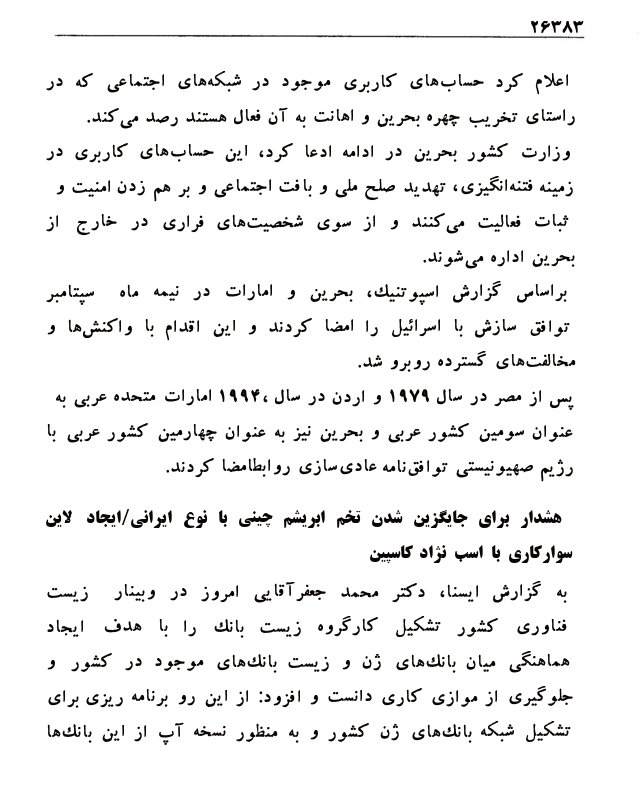 ۲۶۳۸۳
اعلام کرد حساب‌های کاربری موجود در شبکه‌های اجتماعی که در
راستای تخریب چهره بحرین و اهانت به آن فعال هستند رصد می‌کند.
وزارت کشور بحرین در ادامه ادعا کرد، این حساب‌های کاربری در
زمینه فتنه‌انگیزی، تهدید صلح ملی و بافت اجتماعی و بر هم زدن امنیت و
ثبات فعالیت می‌کنند و از سوی شخصیت‌های فراری در خارج از
بحرین اداره می‌شوند.
براساس گزارش اسپوتنیك، بحرین و امارات در نیمه ماه سپتامبر
توافق سازش با اسرائیل را امضا کردند و این اقدام با واکنش‌ها و
مخالفت‌های گسترده روبرو شد.
پس از مصر در سال ۱۹۷۹ و اردن در سال ۱۹۹۴، امارات متحده عربی به
عنوان سومین کشور عربی و بحرین نیز به عنوان چهارمین کشور عربی با
رژیم صهیونیستی توافق‌نامه عادی‌سازی روابطامضا کردند.
هشدار برای جایگزین شدن تخم ابریشم چینی با نوع ایرانی/ایجاد لاین
سوارکاری با اسب نژاد کاسپین
به گزارش ایسنا، دکتر محمد جعفرآقایی امروز در وبینار زیست
فناوری کشور تشکیل کارگروه زیست بانك را با هدف ایجاد
هماهنگی میان بانك‌های ژن و زیست بانك‌های موجود در کشور و
جلوگیری از موازی کاری دانست و افزود: از این رو برنامه ریزی برای
تشکیل شبکه بانك‌های ژن کشور و به منظور نسخه آپ از این بانك‌ها